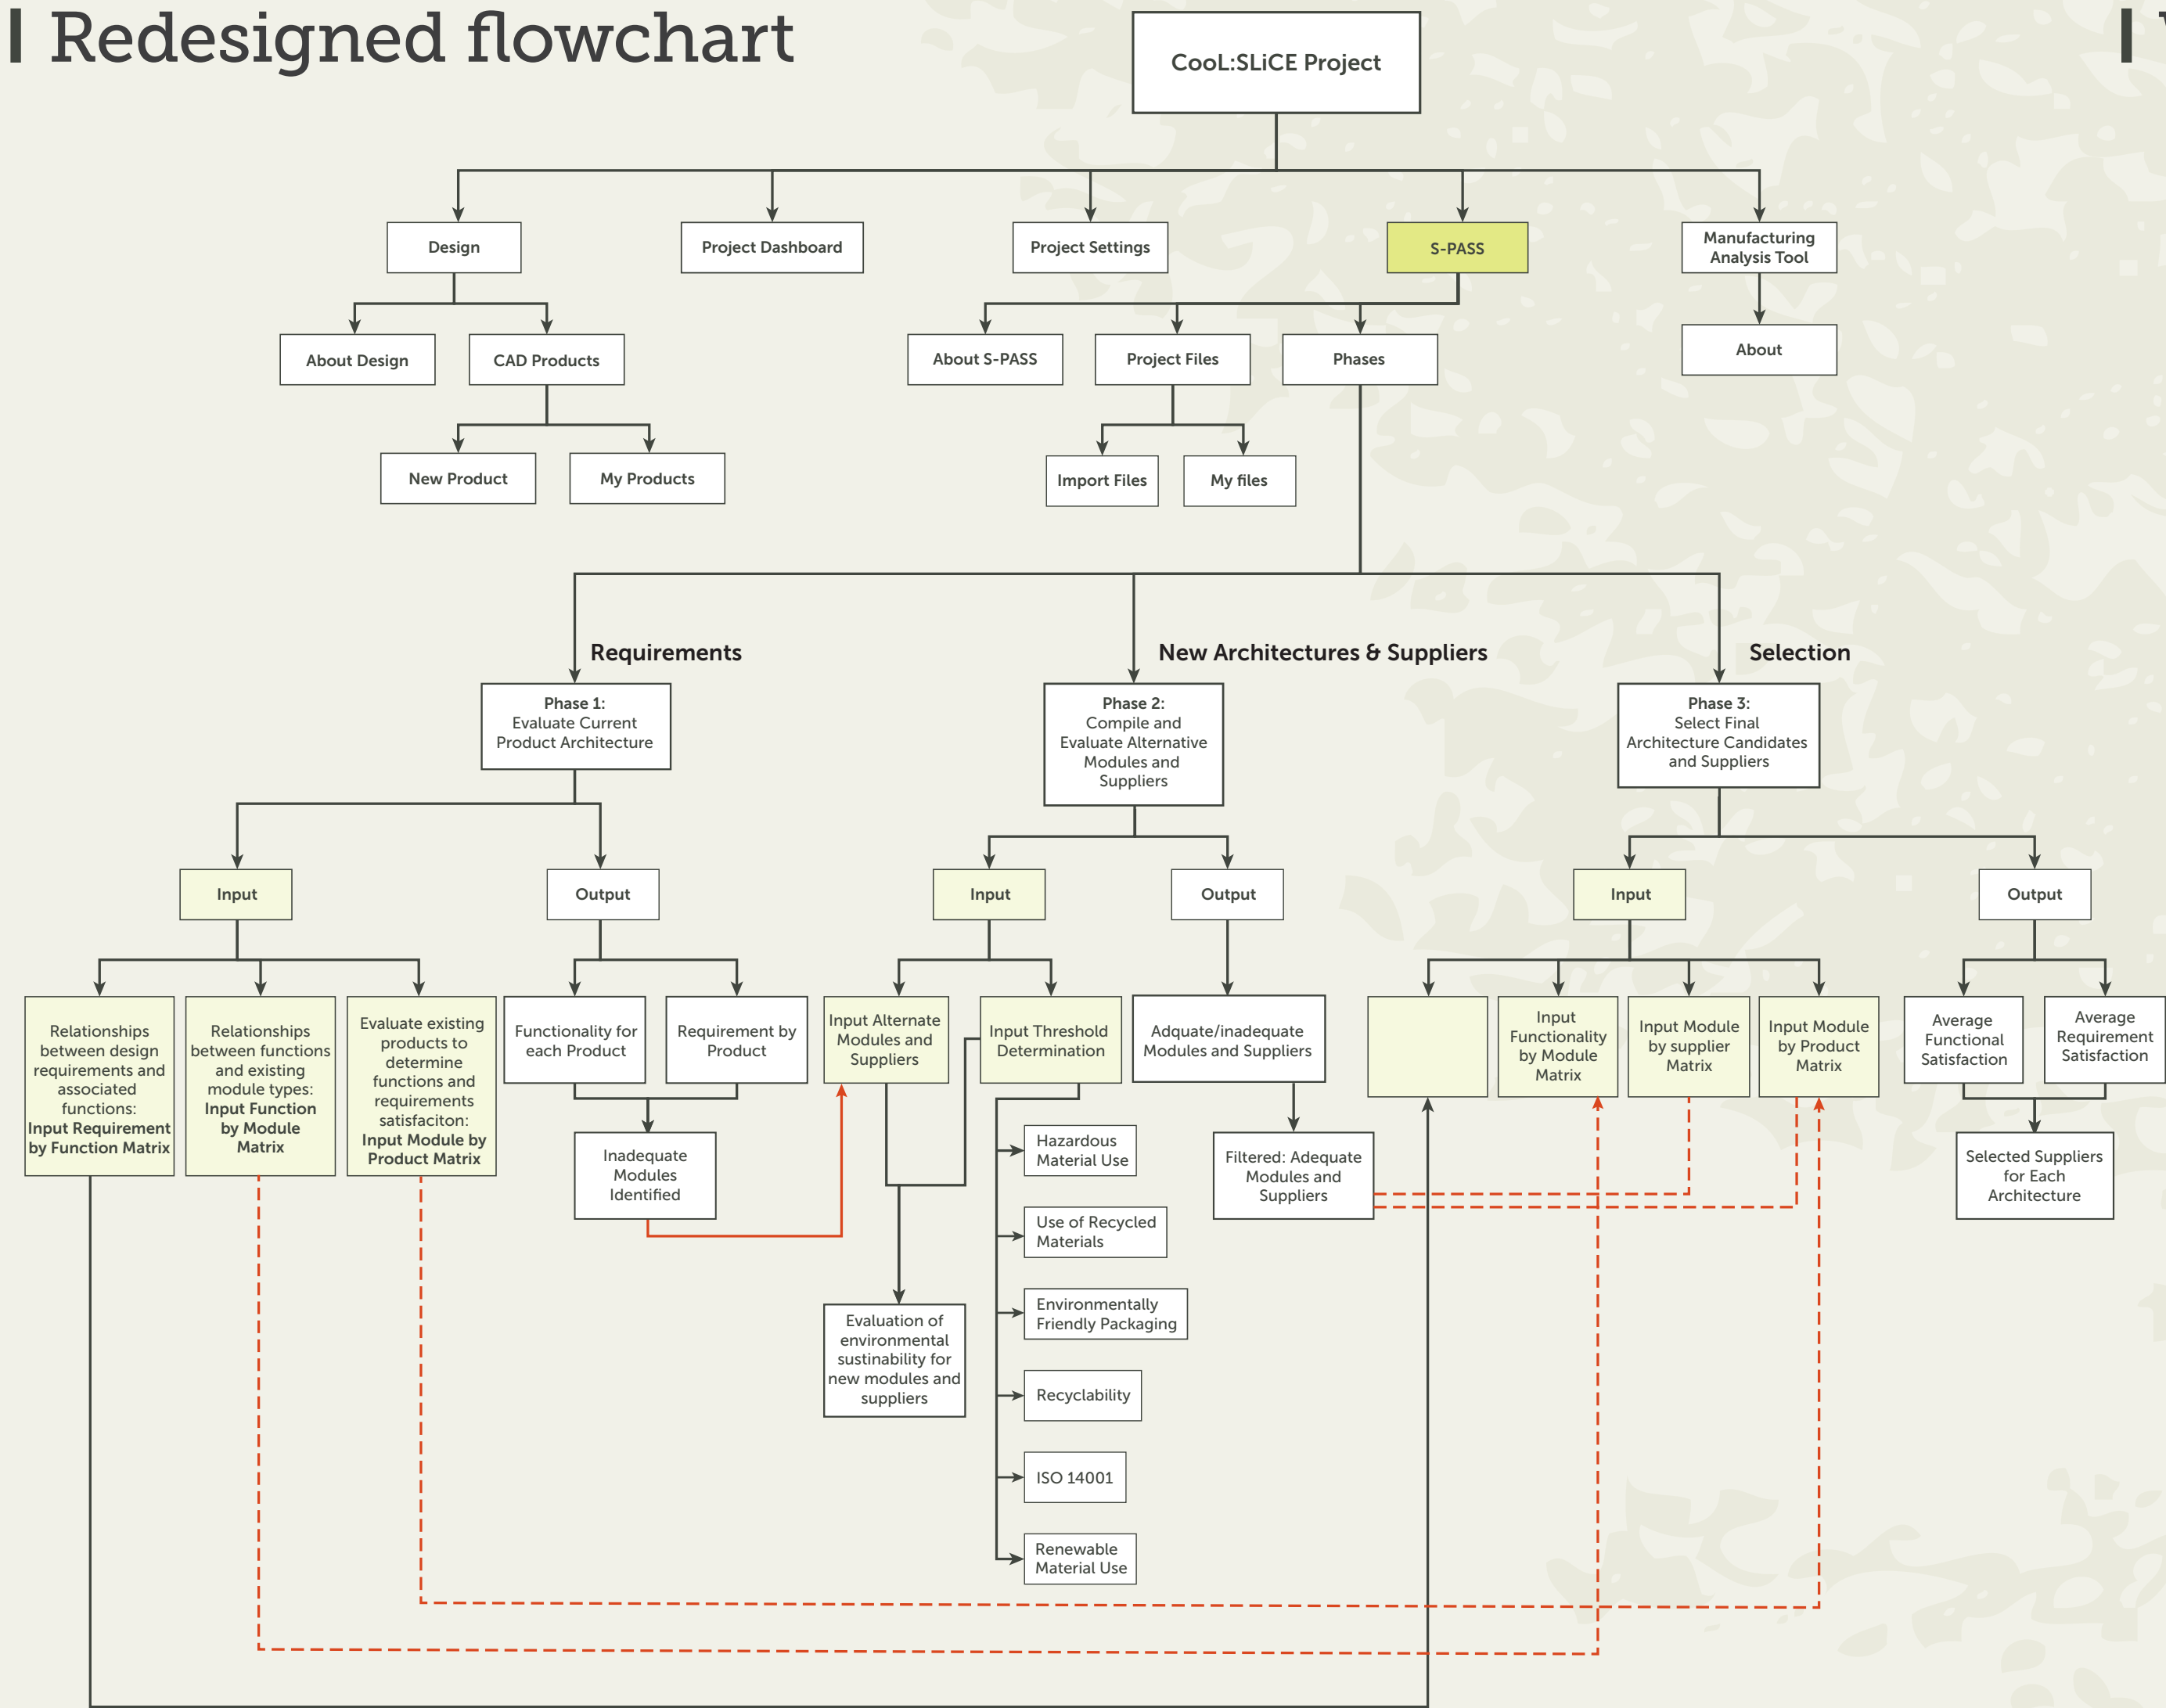 Redesigned flowchart
CooL:SLiCE Project
Design
Project Dashboard
Project Settings
S-PASS
Manufacturing
Analysis Tool
About Design
CAD Products
About S-PASS
Project Files
Phases
About
New Product
My Products
Import Files
My files
Requirements
New Architectures & Suppliers
Selection
Phase 1:
Evaluate Current
Product Architecture
Phase 2:
Compile and
Evaluate Alternative
Modules and
Suppliers
Phase 3:
Select Final
Architecture Candidates
and Suppliers
Input
Output
Input
Output
Input
Output
Relationships
between design
requirements and
associated
functions:
Input Requirement
by Function Matrix
Relationships
between functions
and existing
module types:
Input Function
by Module
Matrix
Evaluate existing
products to
determine
functions and
requirements
satisfaciton:
Input Module by
Product Matrix
Functionality for
each Product
Requirement by
Product
Input Alternate
Modules and
Suppliers
Input Threshold
Determination
Adquate/inadequate
Modules and Suppliers
Input
Functionality
by Module
Matrix
Input Module
by supplier
Matrix
Input Module
by Product
Matrix
Average
Functional
Satisfaction
Average
Requirement
Satisfaction
Inadequate
Modules
Identified
Hazardous
Material Use
Filtered: Adequate
Modules and
Suppliers
Selected Suppliers
for Each
Architecture
Use of Recycled
Materials
Evaluation of
environmental
sustinability for
new modules and
suppliers
Environmentally
Friendly Packaging
Recyclability
ISO 14001
Renewable
Material Use